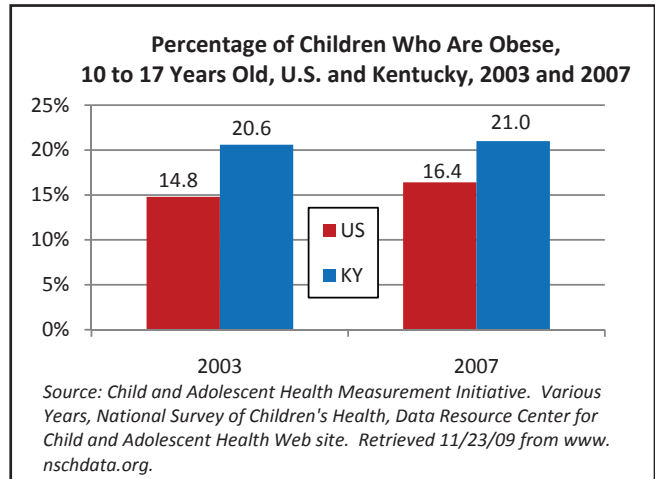 Percentage of Children Who Are Obese,
10 to 17 Years Old, U.S. and Kentucky, 2003 and 2007
25%
20%
15%
10%
5%
0%
14.8
20.6
16.4
21.0
US
KY
2003
2007
Source: Child and Adolescent Health Measurement Initiative.  Various
Years, National Survey of Children's Health, Data Resource Center for
Child and Adolescent Health Web site.  Retrieved 11/23/09 from www.
nschdata.org.